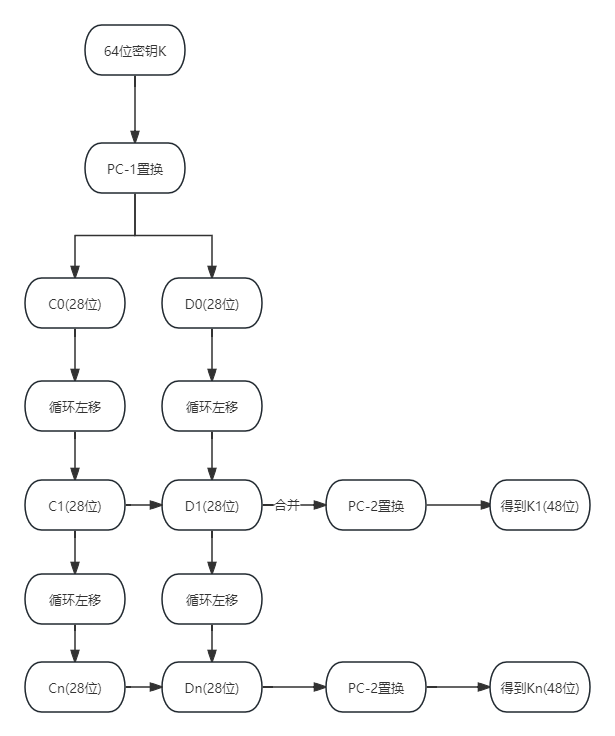 64位密钥K
PC-1置换
C0(28位)
D0(28位)
循环左移
循环左移
C1(28位)
D1(28位)
合并
PC-2置换
得到K1(48位)
循环左移
循环左移
Cn(28位)
Dn(28位)
PC-2置换
得到Kn(48位)